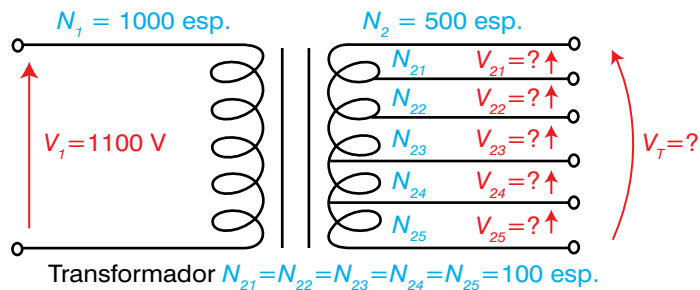 N₁ = 1000 esp.
N₂ = 500 esp.
N₂₁ V₂₁=?
N₂₂ V₂₂=?
V₁=1100 V
N₂₃ V₂₃=?
V_T=?
N₂₄ V₂₄=?
N₂₅ V₂₅=?
Transformador N₂₁=N₂₂=N₂₃=N₂₄=N₂₅=100 esp.